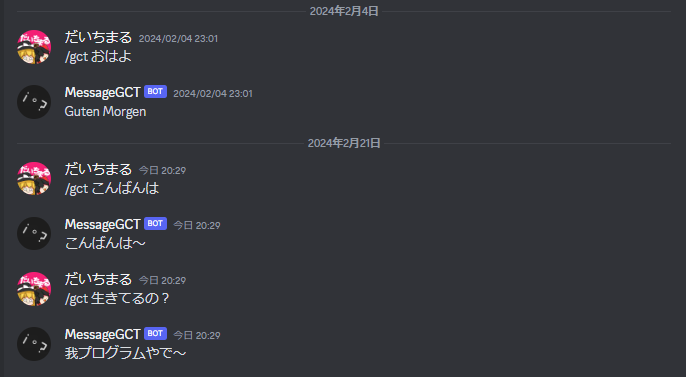 2024年2月4日
だいちまる 2024/02/04 23:01
/gct おはよ
MessageGCT BOT 2024/02/04 23:01
Guten Morgen
2024年2月21日
だいちまる 今日 20:29
/gct こんばんは
MessageGCT BOT 今日 20:29
こんばんは～
だいちまる 今日 20:29
/gct 生きてるの？
MessageGCT BOT 今日 20:29
我プログラムやで～